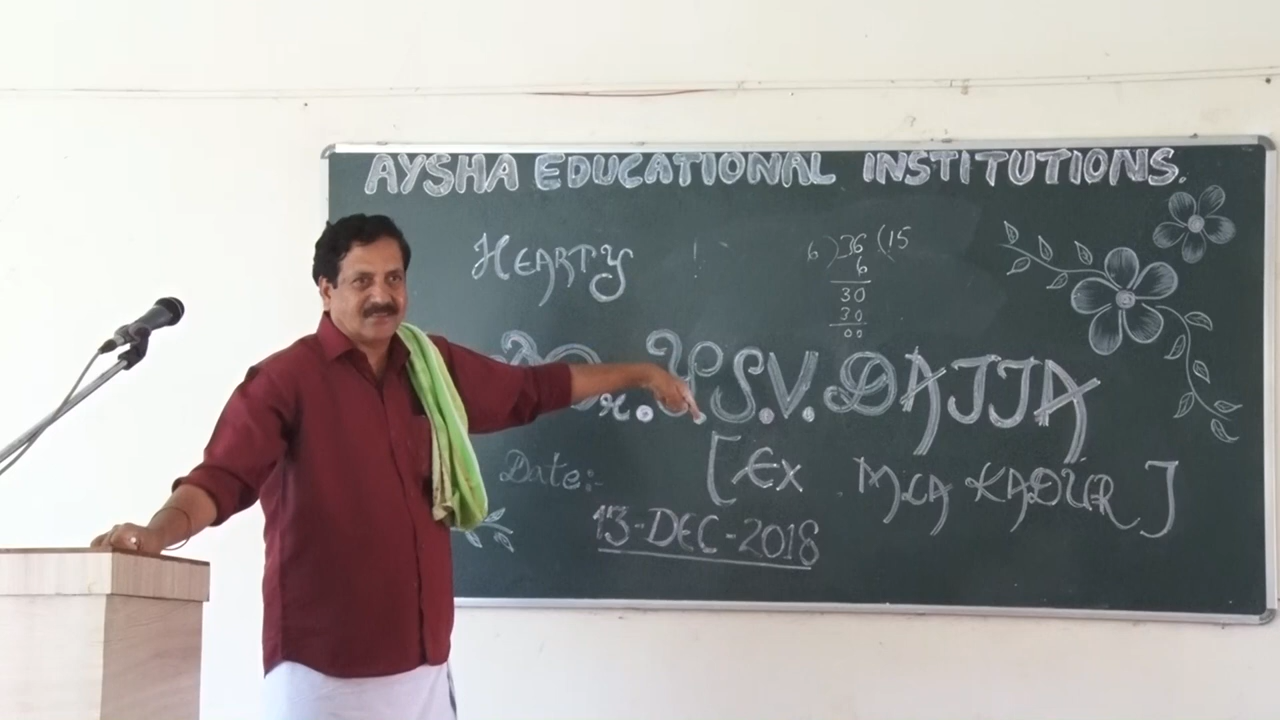 AYSHA EDUCATIONAL INSTITUTIONS.
HEARTY
6 ) 36 ( 15
6
30
30
00
Dr. Y.S.V. DATTA
Date:-
[Ex MLA KADUR]
13-DEC-2018